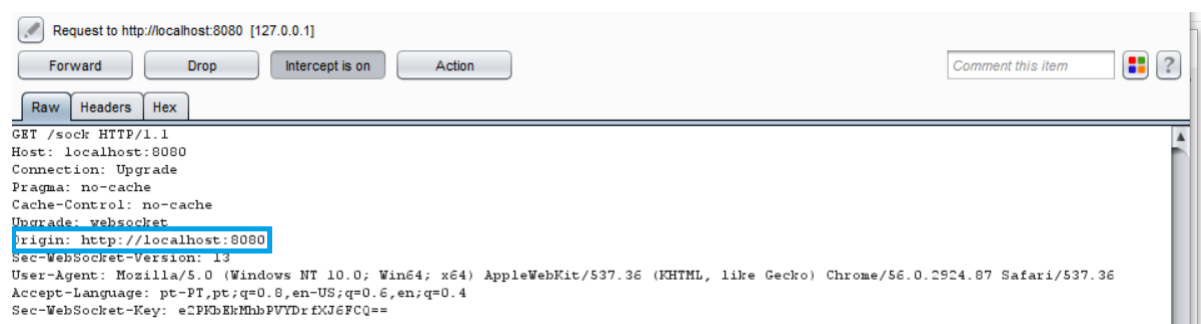 Request to http://localhost:8080 [127.0.0.1]
Forward Drop Intercept is on Action Comment this item ?
Raw Headers Hex
GET /sock HTTP/1.1
Host: localhost:8080
Connection: Upgrade
Pragma: no-cache
Cache-Control: no-cache
Upgrade: websocket
Origin: http://localhost:8080
Sec-WebSocket-Version: 13
User-Agent: Mozilla/5.0 (Windows NT 10.0; Win64; x64) AppleWebKit/537.36 (KHTML, like Gecko) Chrome/56.0.2924.87 Safari/537.36
Accept-Language: pt-PT,pt;q=0.8,en-US;q=0.6,en;q=0.4
Sec-WebSocket-Key: e2PKbEkMhbPVYDrfXJ6FCQ==